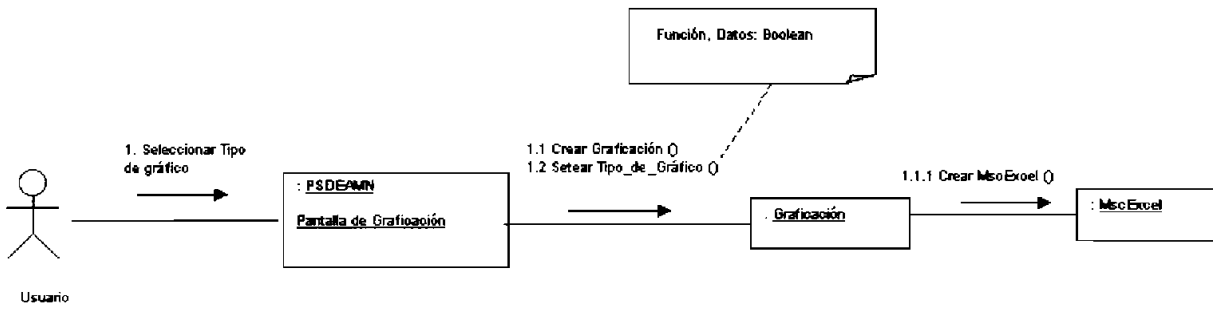 Función, Datos: Boolean
1. Seleccionar Tipo
de gráfico
1.1 Crear Graficación ()
1.2 Setear Tipo_de_Gráfico ()
1.1.1 Crear MscExcel ()
: PSDEAMN
Pantalla de Graficación
: Graficación
: MscExcel
Usuario